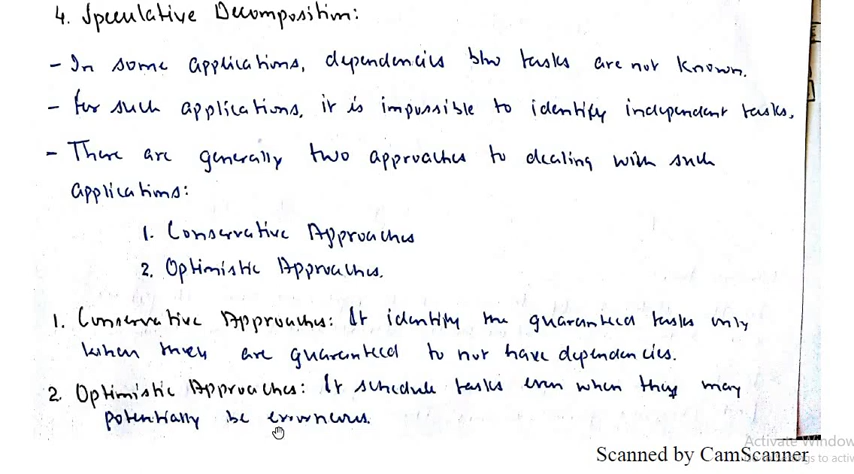 4. Speculative Decomposition:
- In some applications, dependencies btw tasks are not known.
- For such applications, it is impossible to identify independent tasks.
- There are generally two approaches to dealing with such
applications:
1. Conservative Approaches
2. Optimistic Approaches.
1. Conservative Approaches: It identify the guaranteed tasks only
when they are guaranteed to not have dependencies.
2. Optimistic Approaches: It schedule tasks even when they may
potentially be erroneous.
Activate Window
Scanned by CamScanner